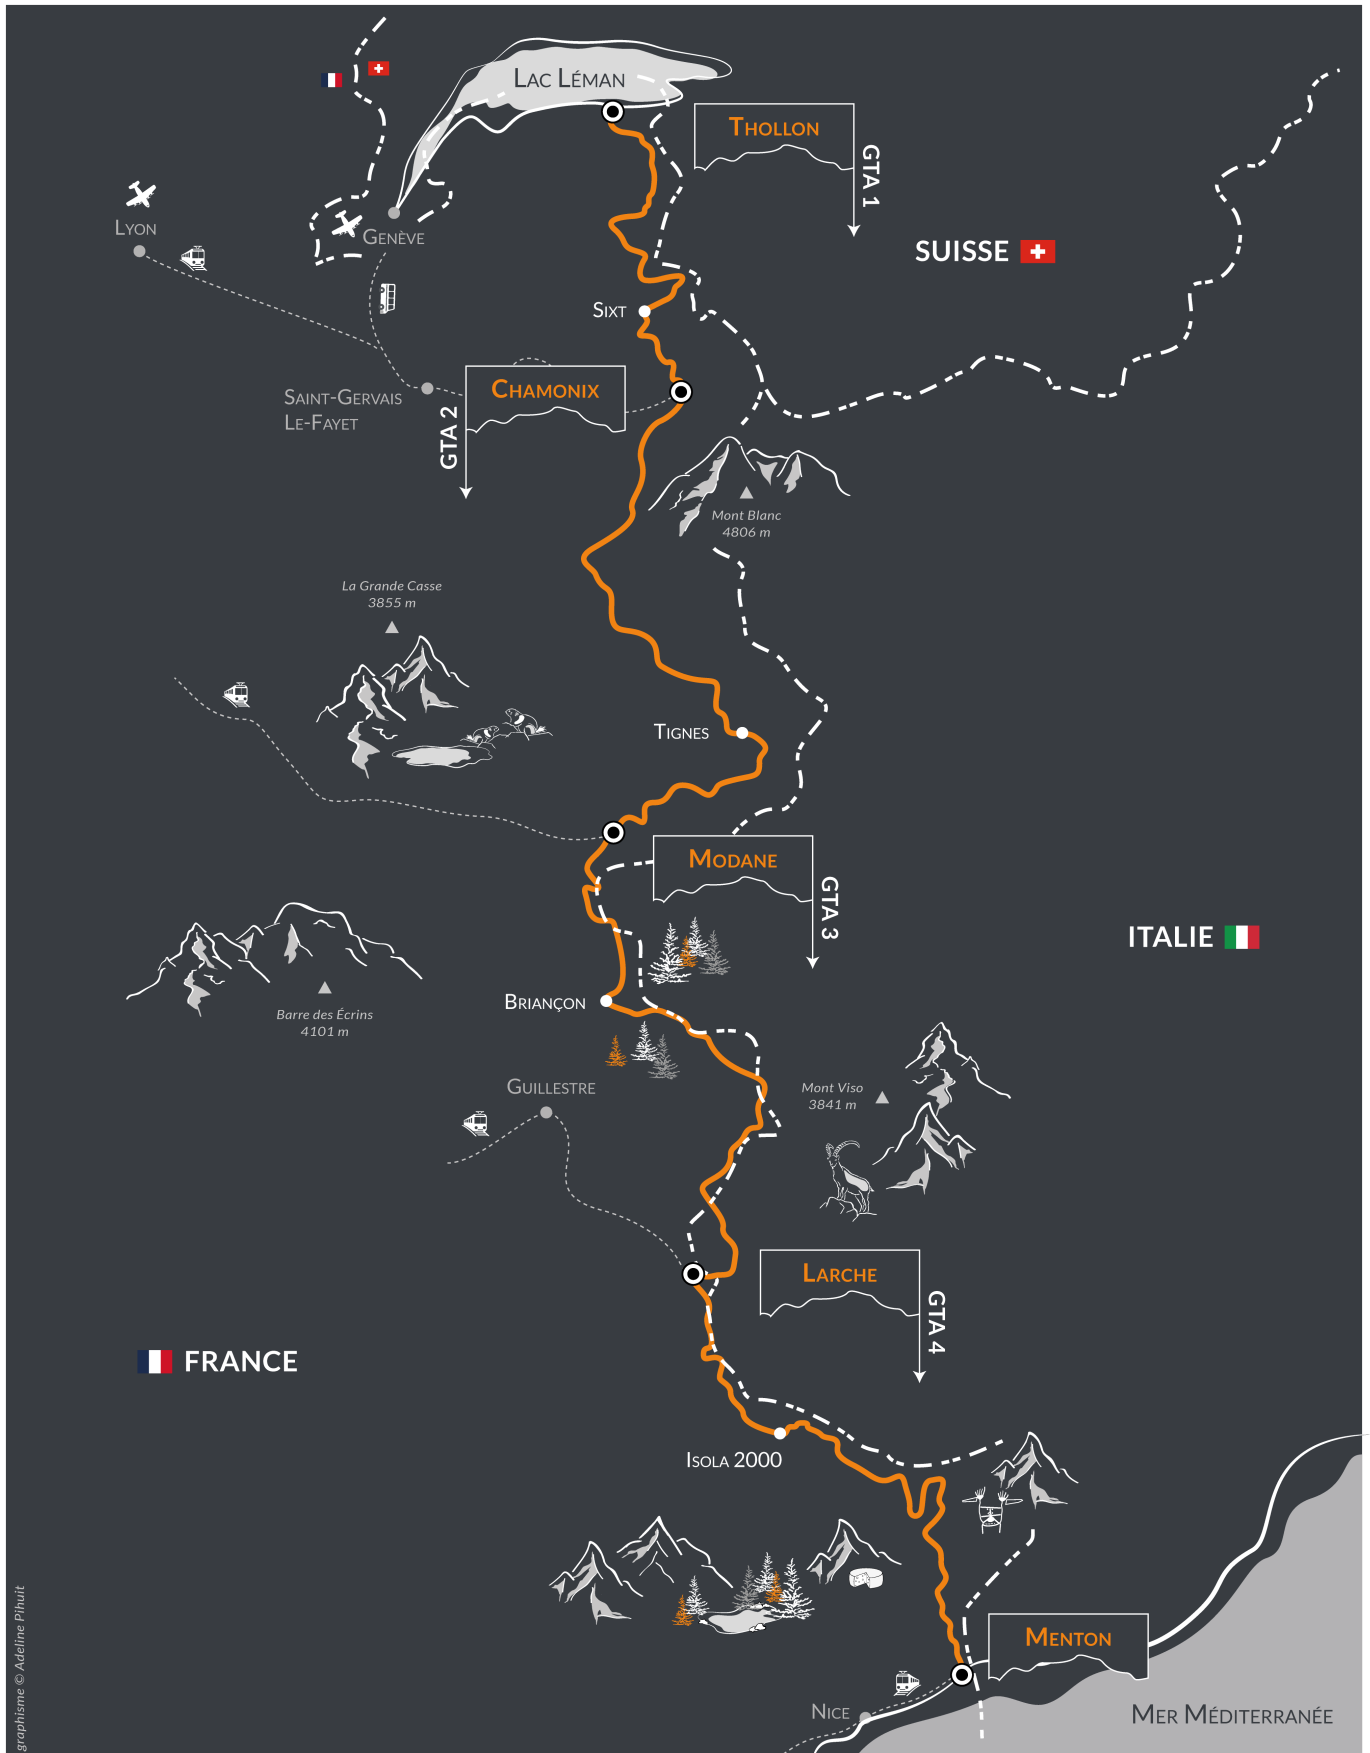 Lac Léman
Thollon
GTA 1
Lyon
Genève
SUISSE
Sixt
Chamonix
GTA 2
Saint-Gervais
Le-Fayet
Mont Blanc
4806 m
La Grande Casse
3855 m
Tignes
Modane
GTA 3
ITALIE
Briançon
Barre des Écrins
4101 m
Guillestre
Mont Viso
3841 m
Larche
GTA 4
FRANCE
Isola 2000
Menton
Nice
Mer Méditerranée
graphisme © Adeline Pihuit